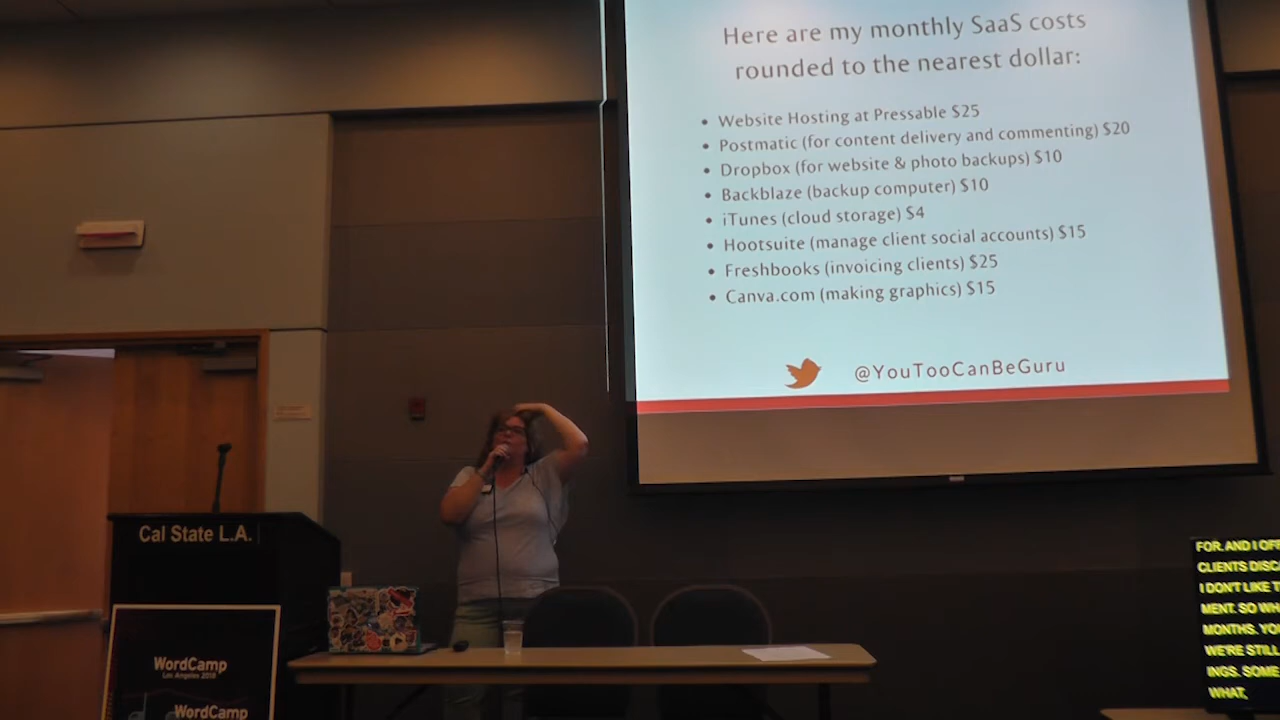 Here are my monthly SaaS costs
rounded to the nearest dollar:
• Website Hosting at Pressable $25
• Postmatic (for content delivery and commenting) $20
• Dropbox (for website & photo backups) $10
• Backblaze (backup computer) $10
• iTunes (cloud storage) $4
• Hootsuite (manage client social accounts) $15
• Freshbooks (invoicing clients) $25
• Canva.com (making graphics) $15
@YouTooCanBeGuru
Cal State L.A.
WordCamp
Los Angeles 2018
WordCamp
FOR. AND I OFF
CLIENTS DISC
I DON'T LIKE T
MENT. SO WH
MONTHS. YO
WE'RE STILL
INGS. SOME
WHAT,